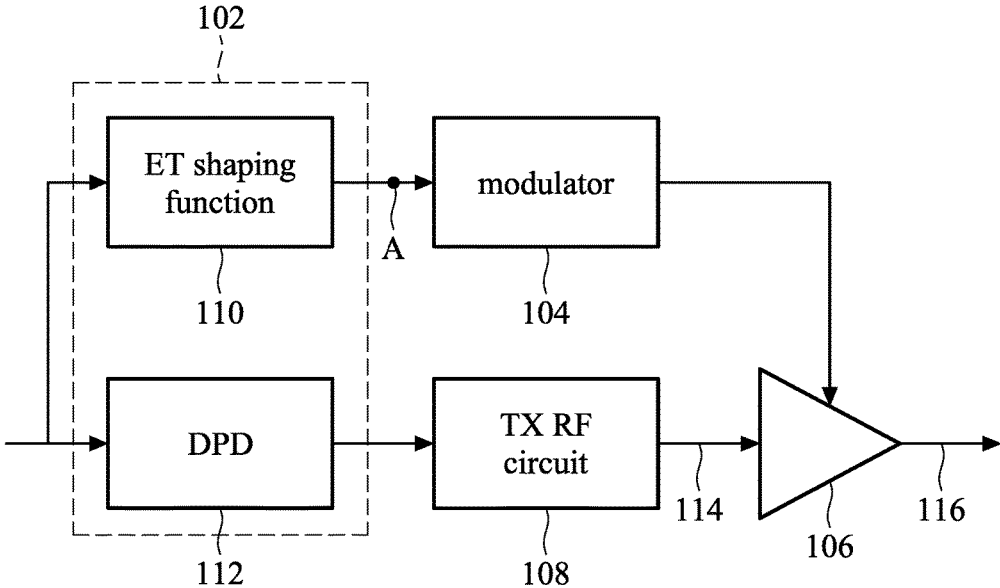 102
ET shaping
function
modulator
A
110
104
DPD
TX RF
circuit
114
116
112
108
106